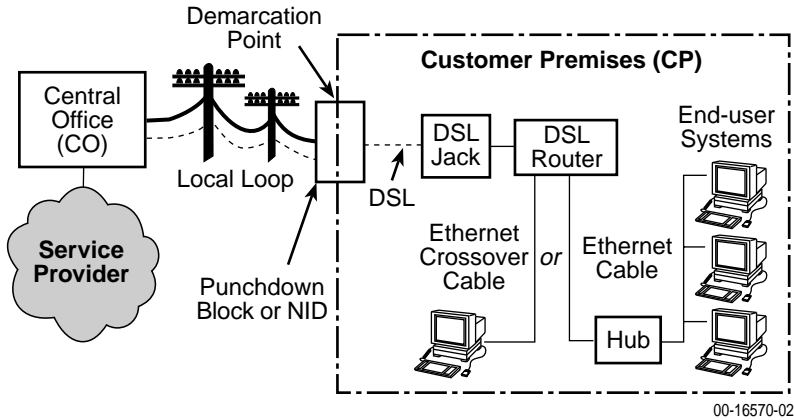 Demarcation
Point
Customer Premises (CP)
Central
Office
(CO)
Local Loop
DSL
DSL
Jack
DSL
Router
End-user
Systems
Service
Provider
Punchdown
Block or NID
Ethernet
Crossover
Cable
or
Ethernet
Cable
Hub
00-16570-02